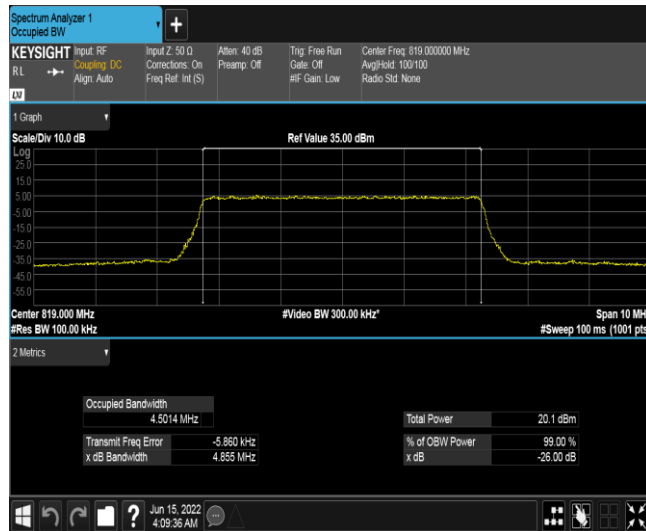 Spectrum Analyzer 1
Occupied BW
+
KEYSIGHT
RL
LXI
Input: RF
Coupling: DC
Align: Auto
Input Z: 50 Ω
Corrections: On
Freq Ref: Int (S)
Atten: 40 dB
Preamp: Off
Trig: Free Run
Gate: Off
#IF Gain: Low
Center Freq: 819.000000 MHz
Avg|Hold: 100/100
Radio Std: None
1 Graph
Scale/Div 10.0 dB
Ref Value 35.00 dBm
Log
25.0
15.0
5.00
-5.00
-15.0
-25.0
-35.0
-45.0
-55.0
Center 819.000 MHz
#Video BW 300.00 kHz*
Span 10 MH
#Res BW 100.00 kHz
#Sweep 100 ms (1001 pts
2 Metrics
Occupied Bandwidth
4.5014 MHz
Total Power 20.1 dBm
Transmit Freq Error -5.860 kHz
% of OBW Power 99.00 %
x dB Bandwidth 4.855 MHz
x dB -26.00 dB
?
Jun 15, 2022
4:09:36 AM